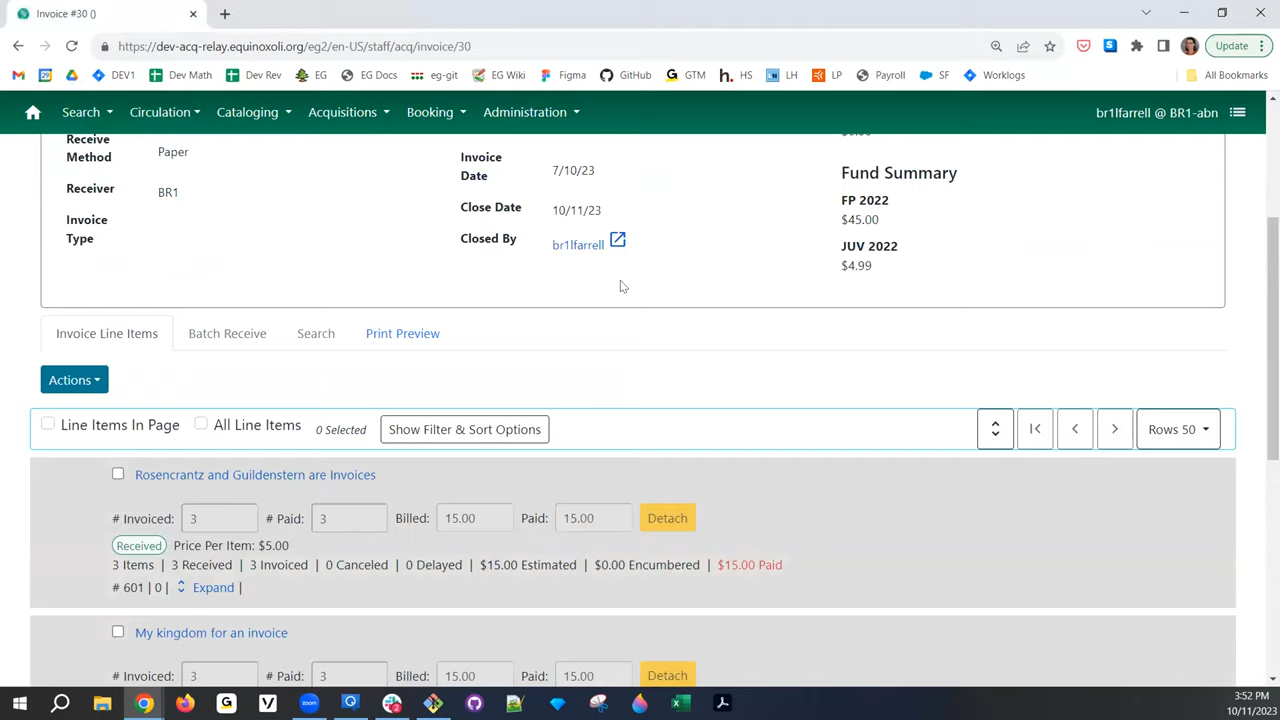 Invoice #30 ()
https://dev-acq-relay.equinoxoli.org/eg2/en-US/staff/acq/invoice/30
Update
DEV1
Dev Math
Dev Rev
EG
EG Docs
eg-git
EG Wiki
Figma
GitHub
GTM
HS
LH
LP
Payroll
SF
Worklogs
All Bookmarks
Search Circulation Cataloging Acquisitions Booking Administration br1lfarrell @ BR1-abn
Receive Method Paper
Receiver BR1
Invoice Type
Invoice Date 7/10/23
Close Date 10/11/23
Closed By br1lfarrell
Fund Summary
FP 2022
$45.00
JUV 2022
$4.99
Invoice Line Items Batch Receive Search Print Preview
Actions
Line Items In Page All Line Items 0 Selected Show Filter & Sort Options Rows 50
Rosencrantz and Guildenstern are Invoices
# Invoiced: 3 # Paid: 3 Billed: 15.00 Paid: 15.00 Detach
Received Price Per Item: $5.00
3 Items | 3 Received | 3 Invoiced | 0 Canceled | 0 Delayed | $15.00 Estimated | $0.00 Encumbered | $15.00 Paid
# 601 | 0 | Expand |
My kingdom for an invoice
# Invoiced: 3 # Paid: 3 Billed: 15.00 Paid: 15.00 Detach
3:52 PM
10/11/2023